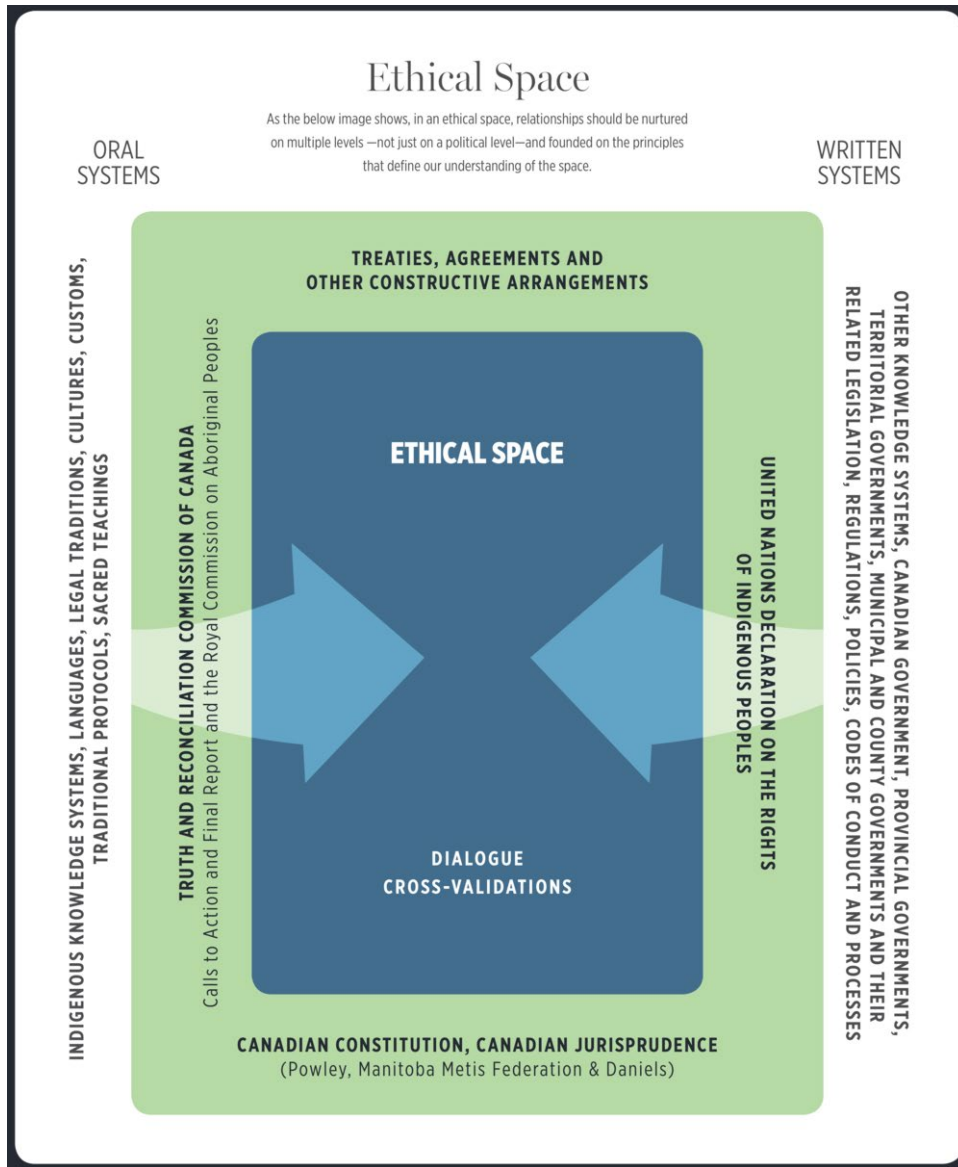 Ethical Space
As the below image shows, in an ethical space, relationships should be nurtured
on multiple levels —not just on a political level—and founded on the principles
that define our understanding of the space.
ORAL
SYSTEMS
WRITTEN
SYSTEMS
INDIGENOUS KNOWLEDGE SYSTEMS, LANGUAGES, LEGAL TRADITIONS, CULTURES, CUSTOMS,
TRADITIONAL PROTOCOLS, SACRED TEACHINGS
TREATIES, AGREEMENTS AND
OTHER CONSTRUCTIVE ARRANGEMENTS
TRUTH AND RECONCILIATION COMMISSION OF CANADA
Calls to Action and Final Report and the Royal Commission on Aboriginal Peoples
ETHICAL SPACE
DIALOGUE
CROSS-VALIDATIONS
UNITED NATIONS DECLARATION ON THE RIGHTS
OF INDIGENOUS PEOPLES
CANADIAN CONSTITUTION, CANADIAN JURISPRUDENCE
(Powley, Manitoba Metis Federation & Daniels)
OTHER KNOWLEDGE SYSTEMS, CANADIAN GOVERNMENT, PROVINCIAL GOVERNMENTS,
TERRITORIAL GOVERNMENTS, MUNICIPAL AND COUNTY GOVERNMENTS AND THEIR
RELATED LEGISLATION, REGULATIONS, POLICIES, CODES OF CONDUCT AND PROCESSES